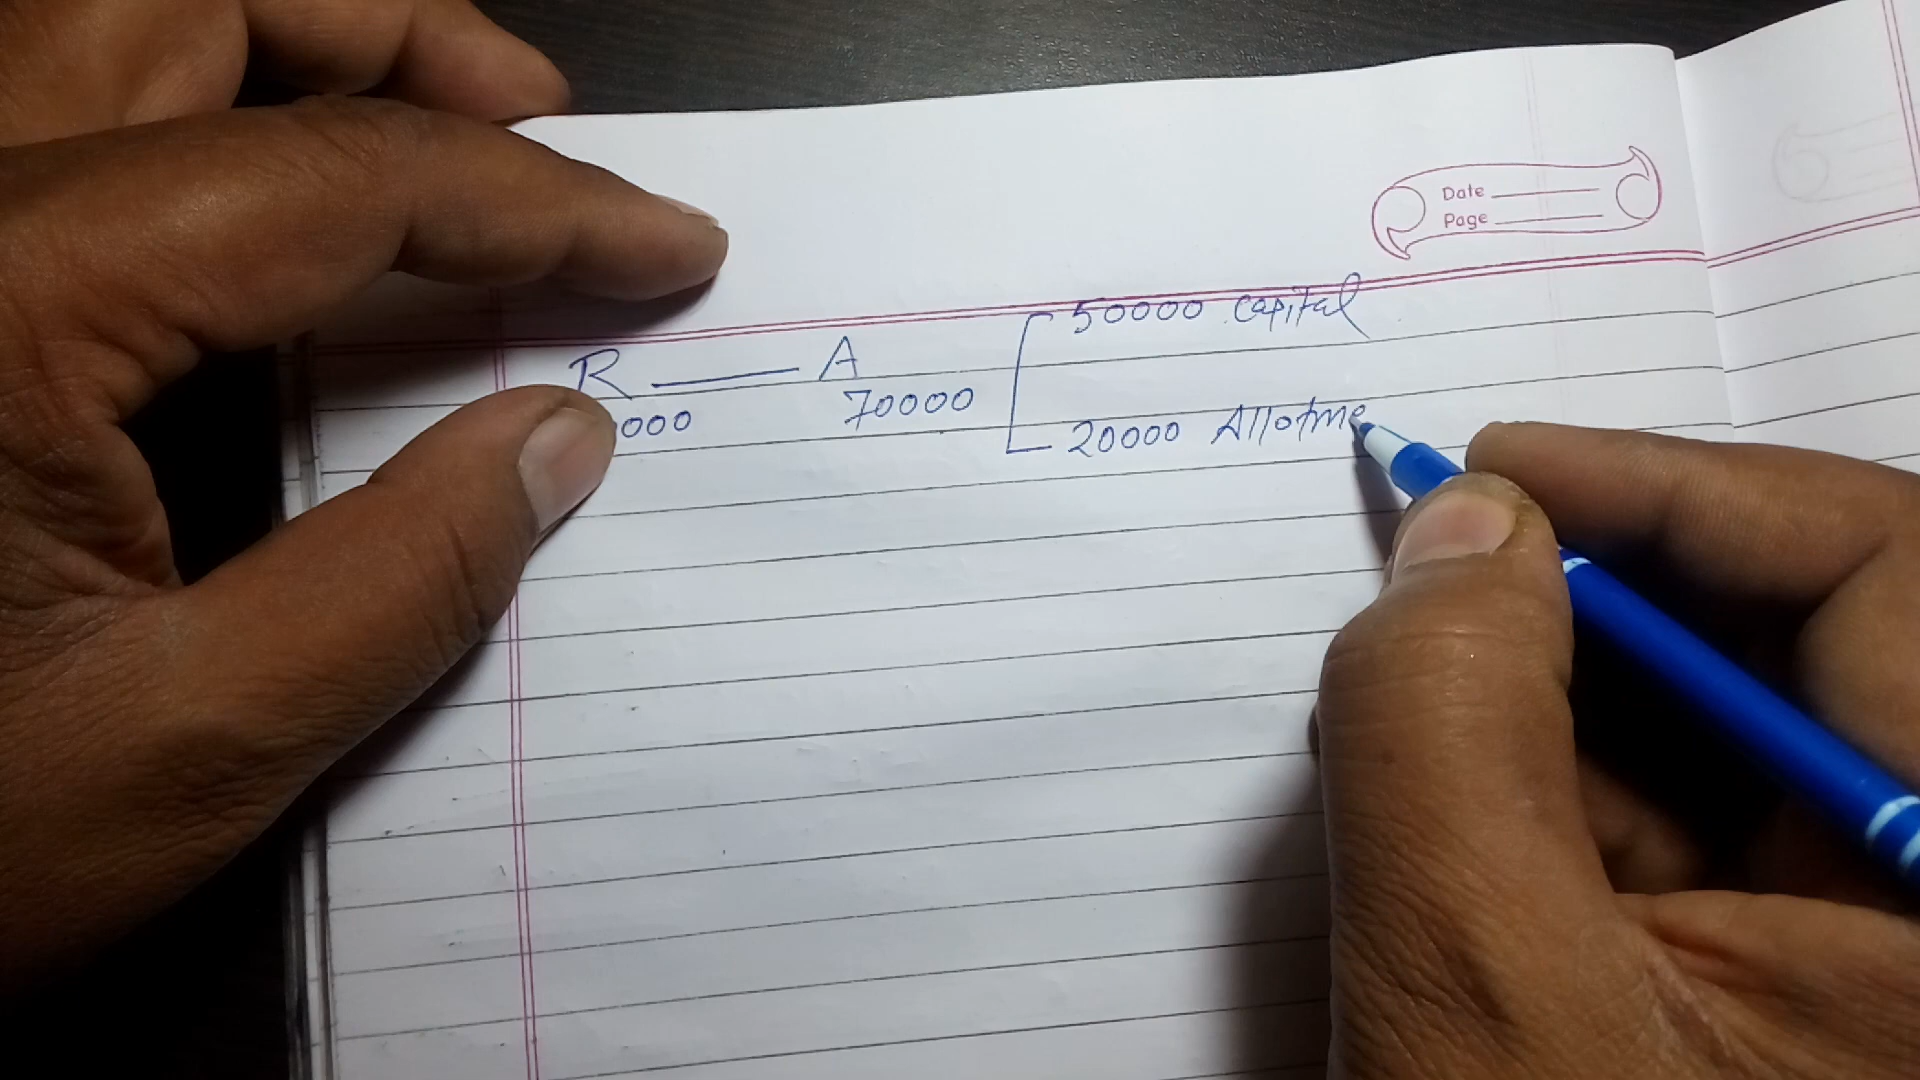 Date
Page
50000 capital
R — A
000 70000
20000 Allotme